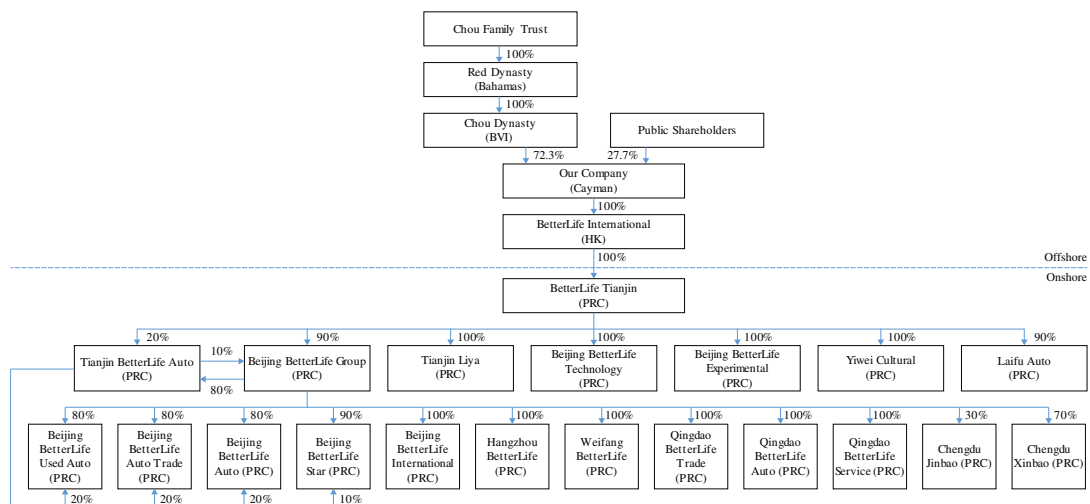 Chou Family Trust
100%
Red Dynasty
(Bahamas)
100%
Chou Dynasty
(BVI)
Public Shareholders
72.3%
27.7%
Our Company
(Cayman)
100%
BetterLife International
(HK)
100%
Offshore
Onshore
BetterLife Tianjin
(PRC)
20%
90%
100%
100%
100%
100%
90%
Tianjin BetterLife Auto
(PRC)
10%
80%
Beijing BetterLife Group
(PRC)
Tianjin Liya
(PRC)
Beijing BetterLife
Technology
(PRC)
Beijing BetterLife
Experimental
(PRC)
Yiwei Cultural
(PRC)
Laifu Auto
(PRC)
80%
80%
80%
90%
100%
100%
100%
100%
100%
100%
30%
70%
Beijing
BetterLife
Used Auto
(PRC)
Beijing
BetterLife
Auto Trade
(PRC)
Beijing
BetterLife
Auto (PRC)
Beijing
BetterLife
Star (PRC)
Beijing
BetterLife
International
(PRC)
Hangzhou
BetterLife
(PRC)
Weifang
BetterLife
(PRC)
Qingdao
BetterLife
Trade
(PRC)
Qingdao
BetterLife
Auto (PRC)
Qingdao
BetterLife
Service (PRC)
Chengdu
Jinbao (PRC)
Chengdu
Xinbao (PRC)
20%
20%
20%
10%